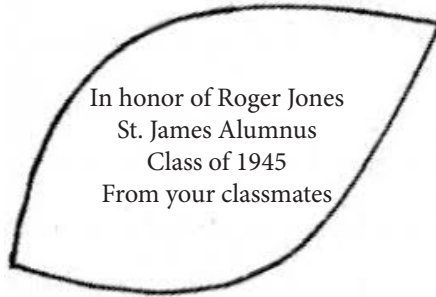 In honor of Roger Jones
St. James Alumnus
Class of 1945
From your classmates